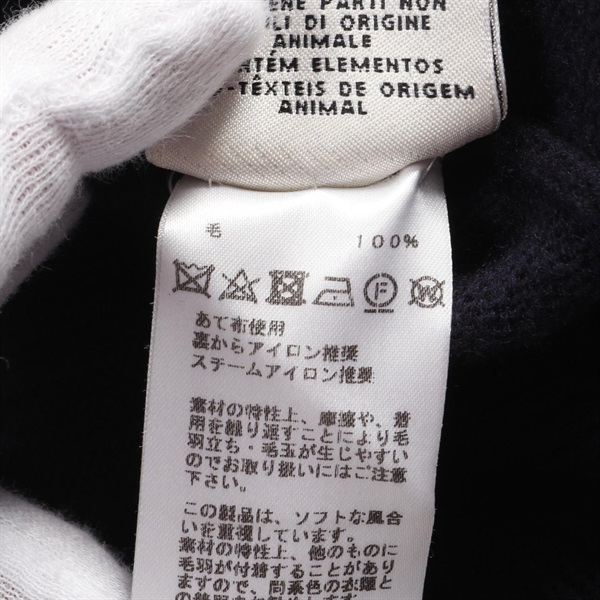 PARTI NON
DI ORIGINE
ANIMALE
ELEMENTOS
TÊXTEIS DE ORIGEM
ANIMAL
毛 100%
F W
あて布使用
裏からアイロン推奨
スチームアイロン推奨
素材の特性上、摩擦や、着
用を繰り返すことにより毛
羽立ち・毛玉が生じやすい
のでお取り扱いにはご注意
下さい。
この製品は、ソフトな風合
いを重視しています。
素材の特性上、他のものに
毛羽が付着することがあり
ますので、同系色の衣類と